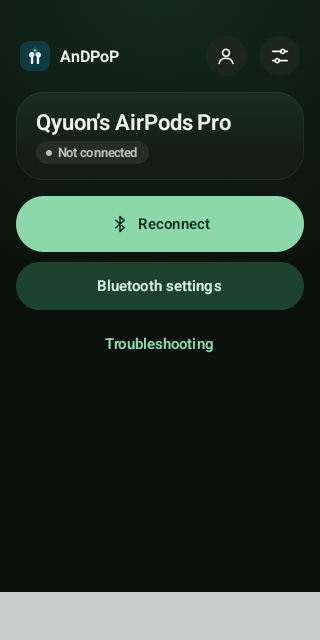 AnDPoP
Qyuon’s AirPods Pro
Not connected
Reconnect
Bluetooth settings
Troubleshooting